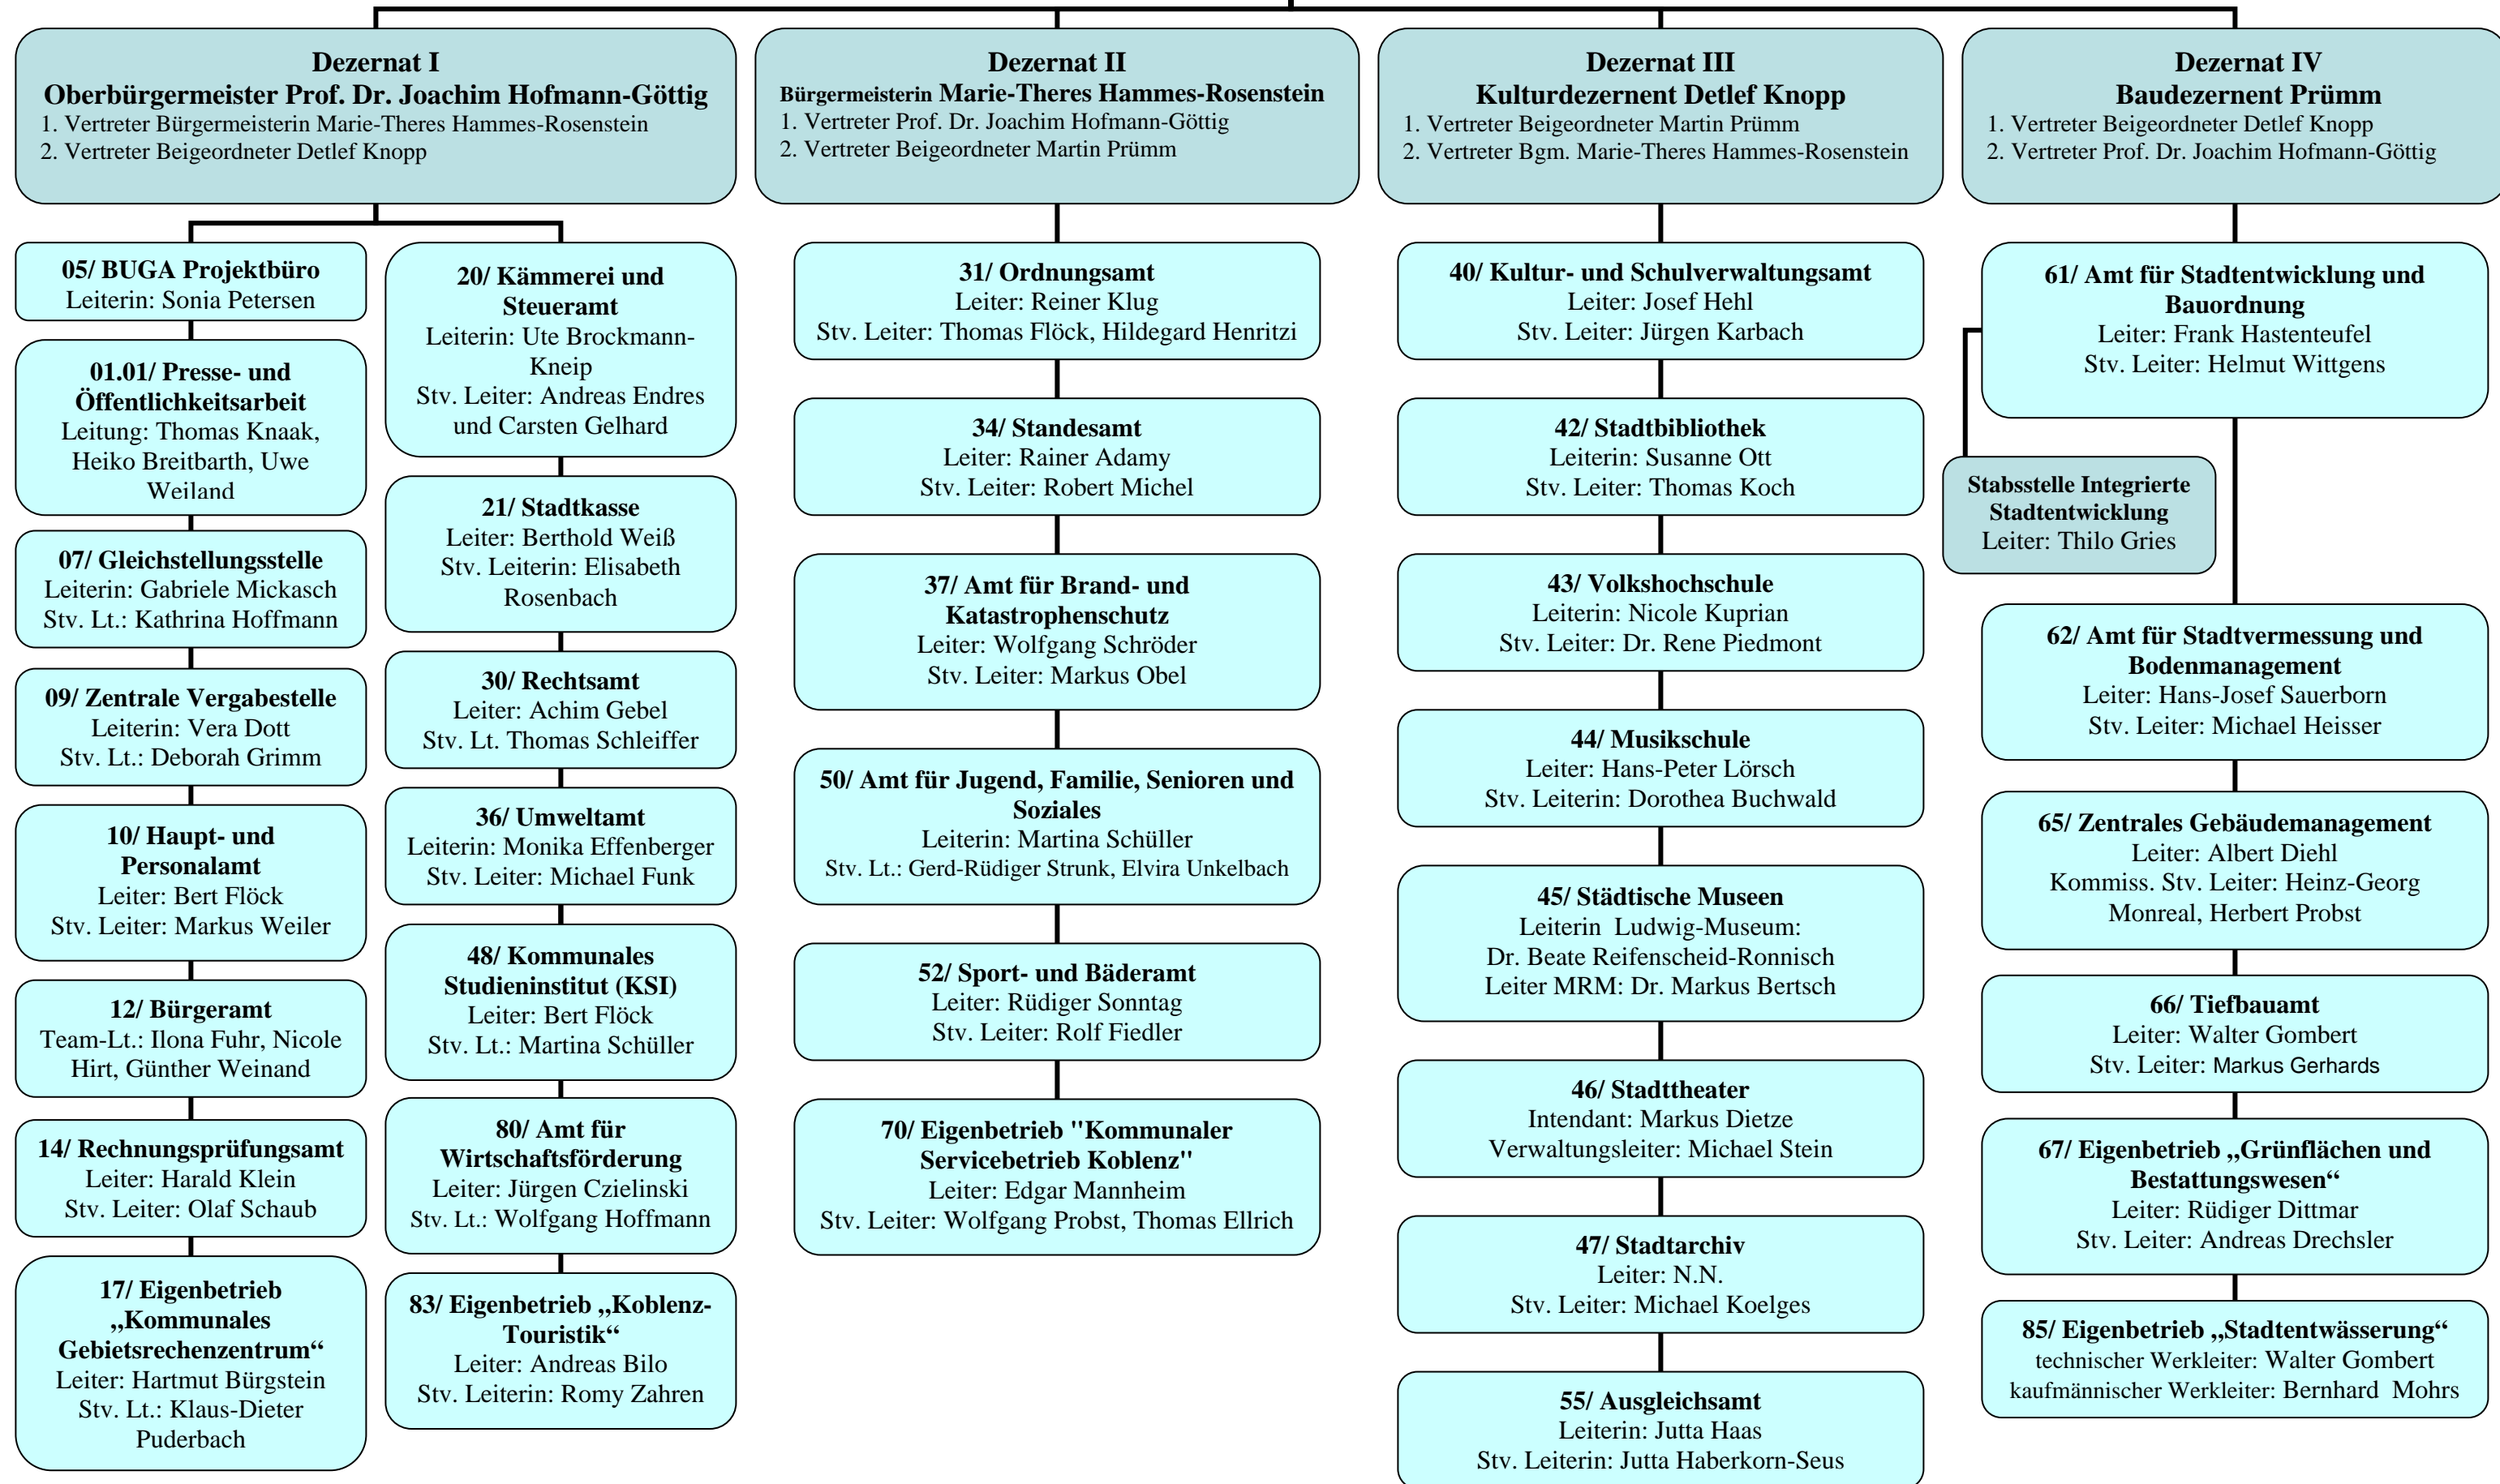 Dezernat I
Oberbürgermeister Prof. Dr. Joachim Hofmann-Göttig
1. Vertreter Bürgermeisterin Marie-Theres Hammes-Rosenstein
2. Vertreter Beigeordneter Detlef Knopp
Dezernat II
Bürgermeisterin Marie-Theres Hammes-Rosenstein
1. Vertreter Prof. Dr. Joachim Hofmann-Göttig
2. Vertreter Beigeordneter Martin Prümm
Dezernat III
Kulturdezernent Detlef Knopp
1. Vertreter Beigeordneter Martin Prümm
2. Vertreter Bgm. Marie-Theres Hammes-Rosenstein
Dezernat IV
Baudezernent Prümm
1. Vertreter Beigeordneter Detlef Knopp
2. Vertreter Prof. Dr. Joachim Hofmann-Göttig
05/ BUGA Projektbüro
Leiterin: Sonja Petersen
01.01/ Presse- und
Öffentlichkeitsarbeit
Leitung: Thomas Knaak,
Heiko Breitbarth, Uwe
Weiland
07/ Gleichstellungsstelle
Leiterin: Gabriele Mickasch
Stv. Lt.: Kathrina Hoffmann
09/ Zentrale Vergabestelle
Leiterin: Vera Dott
Stv. Lt.: Deborah Grimm
10/ Haupt- und
Personalamt
Leiter: Bert Flöck
Stv. Leiter: Markus Weiler
12/ Bürgeramt
Team-Lt.: Ilona Fuhr, Nicole
Hirt, Günther Weinand
14/ Rechnungsprüfungsamt
Leiter: Harald Klein
Stv. Leiter: Olaf Schaub
17/ Eigenbetrieb
„Kommunales
Gebietsrechenzentrum“
Leiter: Hartmut Bürgstein
Stv. Lt.: Klaus-Dieter
Puderbach
20/ Kämmerei und
Steueramt
Leiterin: Ute Brockmann-
Kneip
Stv. Leiter: Andreas Endres
und Carsten Gelhard
21/ Stadtkasse
Leiter: Berthold Weiß
Stv. Leiterin: Elisabeth
Rosenbach
30/ Rechtsamt
Leiter: Achim Gebel
Stv. Lt. Thomas Schleiffer
36/ Umweltamt
Leiterin: Monika Effenberger
Stv. Leiter: Michael Funk
48/ Kommunales
Studieninstitut (KSI)
Leiter: Bert Flöck
Stv. Lt.: Martina Schüller
80/ Amt für
Wirtschaftsförderung
Leiter: Jürgen Czielinski
Stv. Lt.: Wolfgang Hoffmann
83/ Eigenbetrieb „Koblenz-
Touristik“
Leiter: Andreas Bilo
Stv. Leiterin: Romy Zahren
31/ Ordnungsamt
Leiter: Reiner Klug
Stv. Leiter: Thomas Flöck, Hildegard Henritzi
34/ Standesamt
Leiter: Rainer Adamy
Stv. Leiter: Robert Michel
37/ Amt für Brand- und
Katastrophenschutz
Leiter: Wolfgang Schröder
Stv. Leiter: Markus Obel
50/ Amt für Jugend, Familie, Senioren und
Soziales
Leiterin: Martina Schüller
Stv. Lt.: Gerd-Rüdiger Strunk, Elvira Unkelbach
52/ Sport- und Bäderamt
Leiter: Rüdiger Sonntag
Stv. Leiter: Rolf Fiedler
70/ Eigenbetrieb "Kommunaler
Servicebetrieb Koblenz"
Leiter: Edgar Mannheim
Stv. Leiter: Wolfgang Probst, Thomas Ellrich
40/ Kultur- und Schulverwaltungsamt
Leiter: Josef Hehl
Stv. Leiter: Jürgen Karbach
42/ Stadtbibliothek
Leiterin: Susanne Ott
Stv. Leiter: Thomas Koch
43/ Volkshochschule
Leiterin: Nicole Kuprian
Stv. Leiter: Dr. Rene Piedmont
44/ Musikschule
Leiter: Hans-Peter Lörsch
Stv. Leiterin: Dorothea Buchwald
45/ Städtische Museen
Leiterin Ludwig-Museum:
Dr. Beate Reifenscheid-Ronnisch
Leiter MRM: Dr. Markus Bertsch
46/ Stadttheater
Intendant: Markus Dietze
Verwaltungsleiter: Michael Stein
47/ Stadtarchiv
Leiter: N.N.
Stv. Leiter: Michael Koelges
55/ Ausgleichsamt
Leiterin: Jutta Haas
Stv. Leiterin: Jutta Haberkorn-Seus
61/ Amt für Stadtentwicklung und
Bauordnung
Leiter: Frank Hastenteufel
Stv. Leiter: Helmut Wittgens
Stabsstelle Integrierte
Stadtentwicklung
Leiter: Thilo Gries
62/ Amt für Stadtvermessung und
Bodenmanagement
Leiter: Hans-Josef Sauerborn
Stv. Leiter: Michael Heisser
65/ Zentrales Gebäudemanagement
Leiter: Albert Diehl
Kommiss. Stv. Leiter: Heinz-Georg
Monreal, Herbert Probst
66/ Tiefbauamt
Leiter: Walter Gombert
Stv. Leiter: Markus Gerhards
67/ Eigenbetrieb „Grünflächen und
Bestattungswesen“
Leiter: Rüdiger Dittmar
Stv. Leiter: Andreas Drechsler
85/ Eigenbetrieb „Stadtentwässerung“
technischer Werkleiter: Walter Gombert
kaufmännischer Werkleiter: Bernhard Mohrs